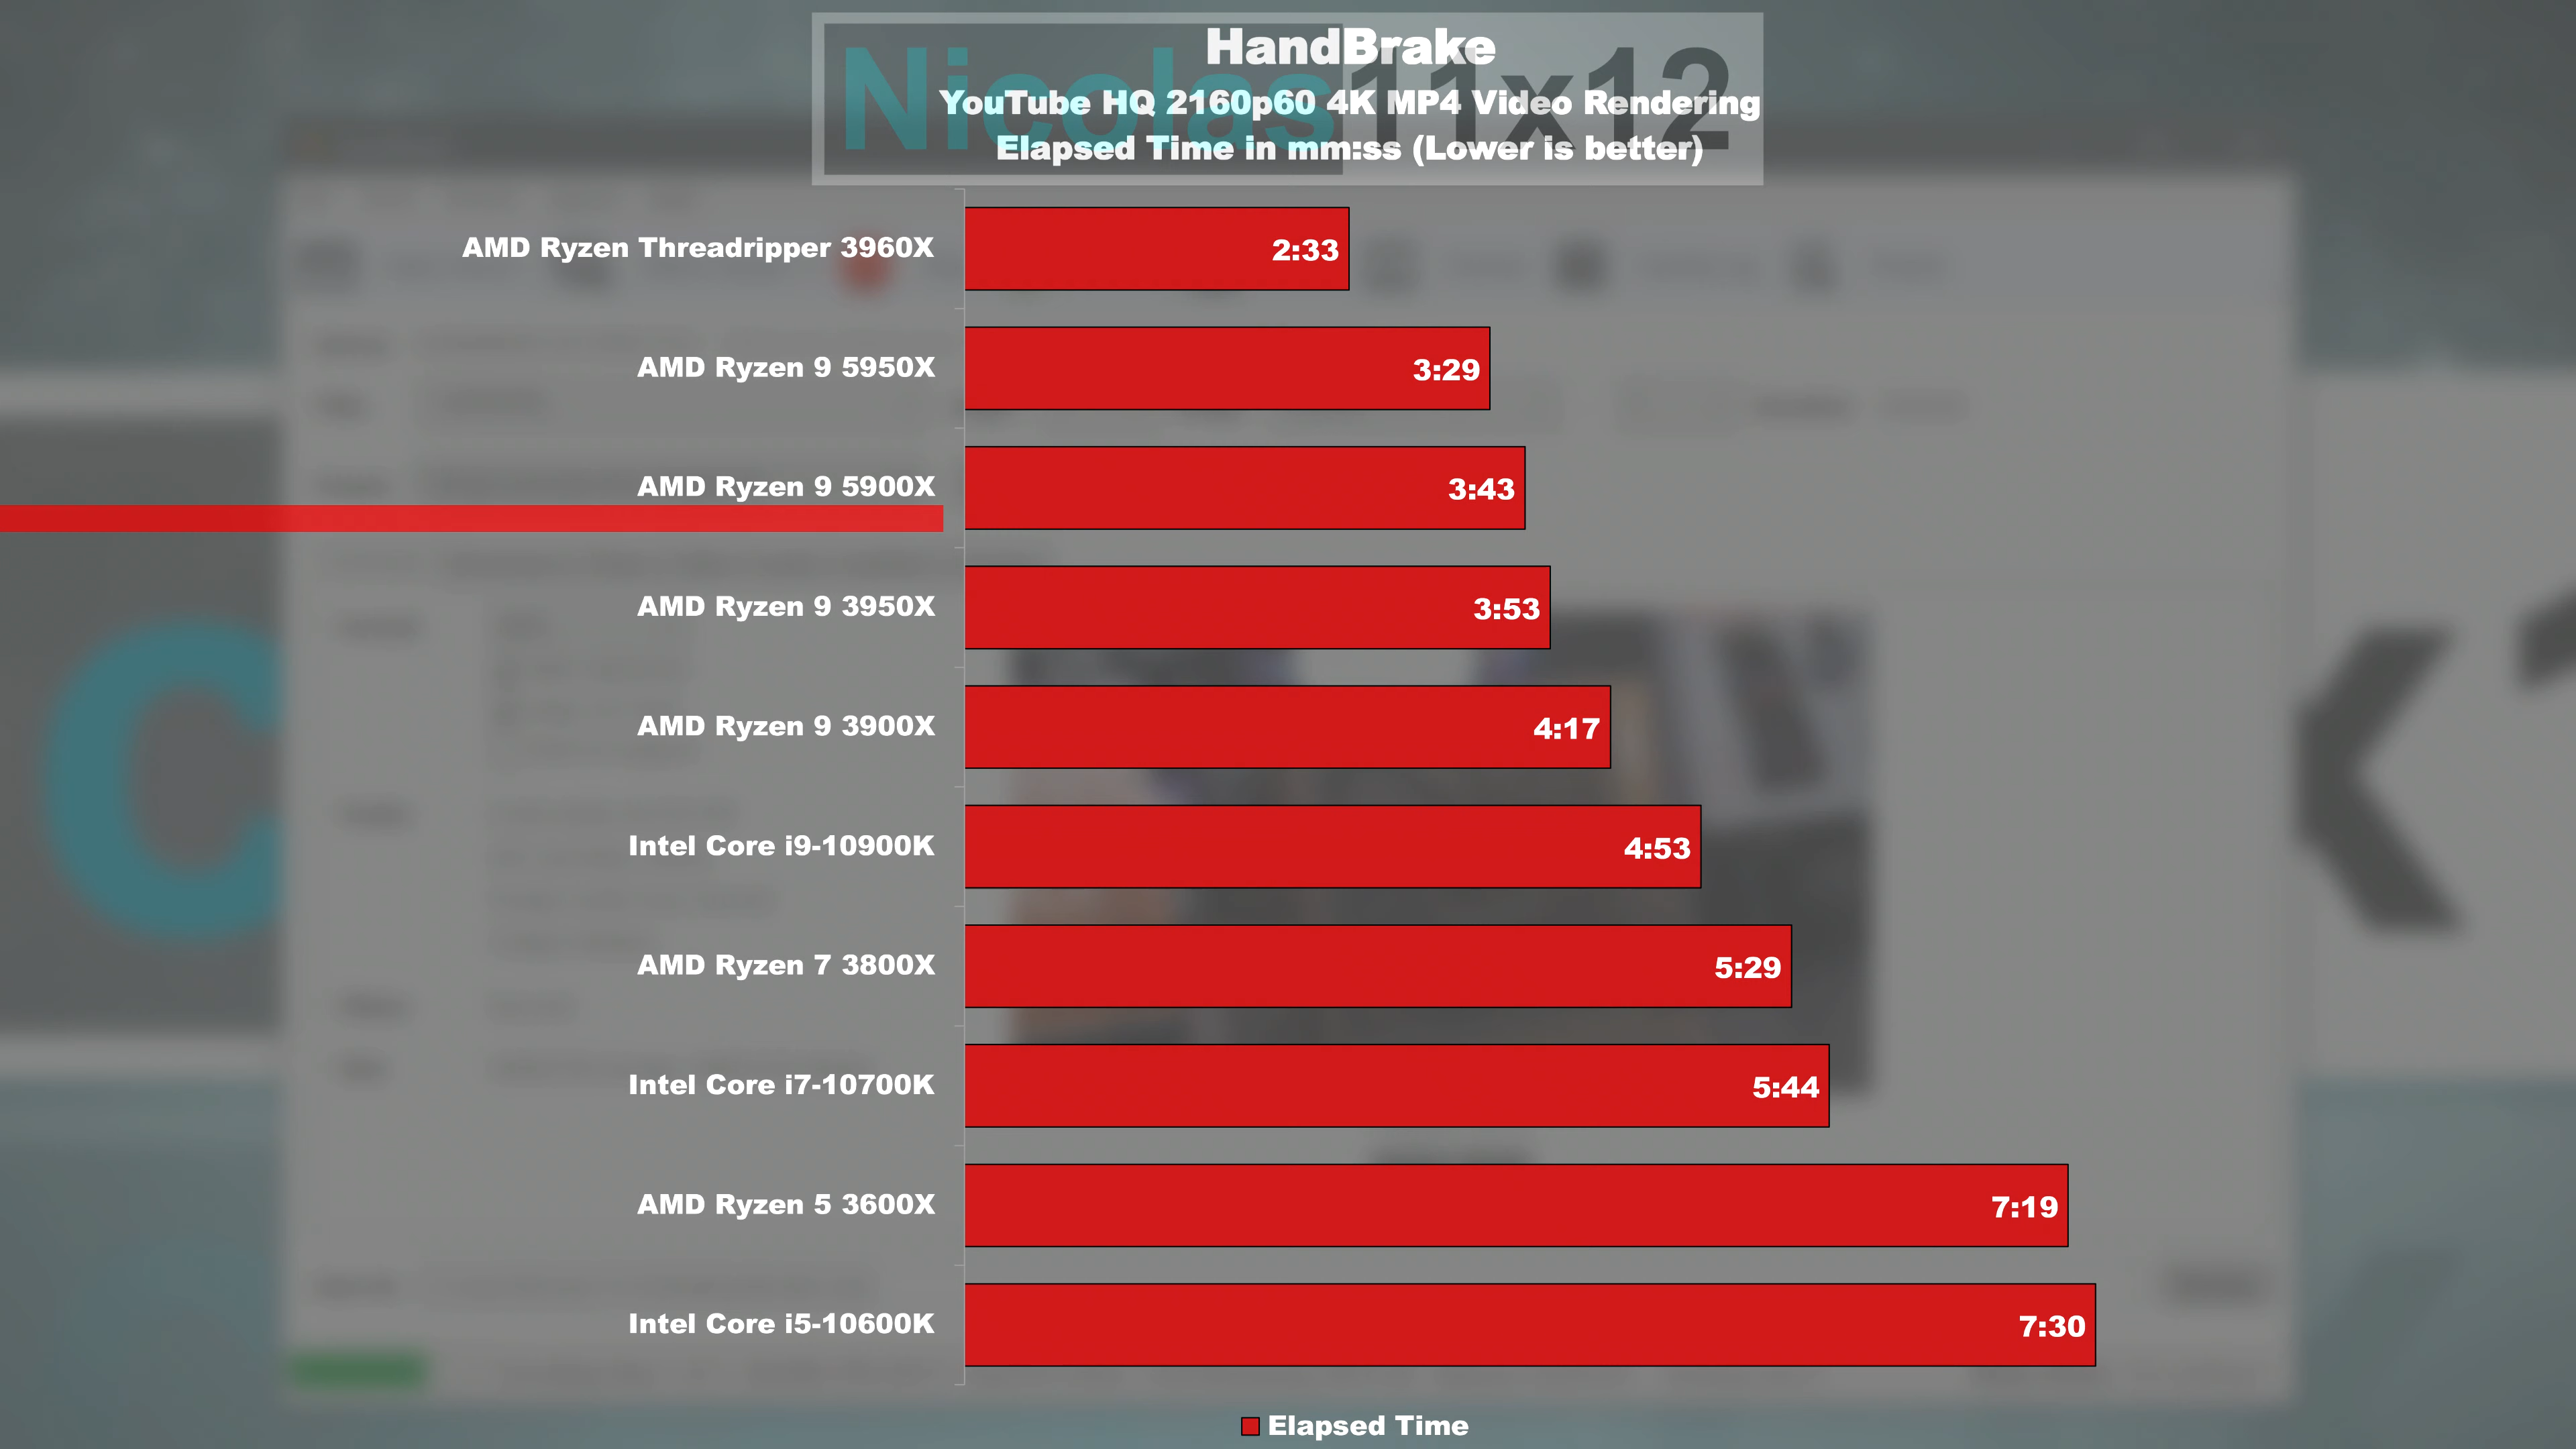 Nicolas11x12
HandBrake
YouTube HQ 2160p60 4K MP4 Video Rendering
Elapsed Time in mm:ss (Lower is better)
AMD Ryzen Threadripper 3960X 2:33
AMD Ryzen 9 5950X 3:29
AMD Ryzen 9 5900X 3:43
AMD Ryzen 9 3950X 3:53
AMD Ryzen 9 3900X 4:17
Intel Core i9-10900K 4:53
AMD Ryzen 7 3800X 5:29
Intel Core i7-10700K 5:44
AMD Ryzen 5 3600X 7:19
Intel Core i5-10600K 7:30
Elapsed Time